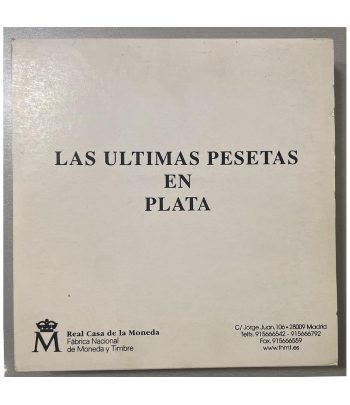 LAS ULTIMAS PESETAS
EN
PLATA
M
Real Casa de la Moneda
Fábrica Nacional
de Moneda y Timbre
C/ Jorge Juan, 106 • 28009 Madrid
Telfs. 915666542 - 915666792
Fax. 915666559
www.fnmt.es